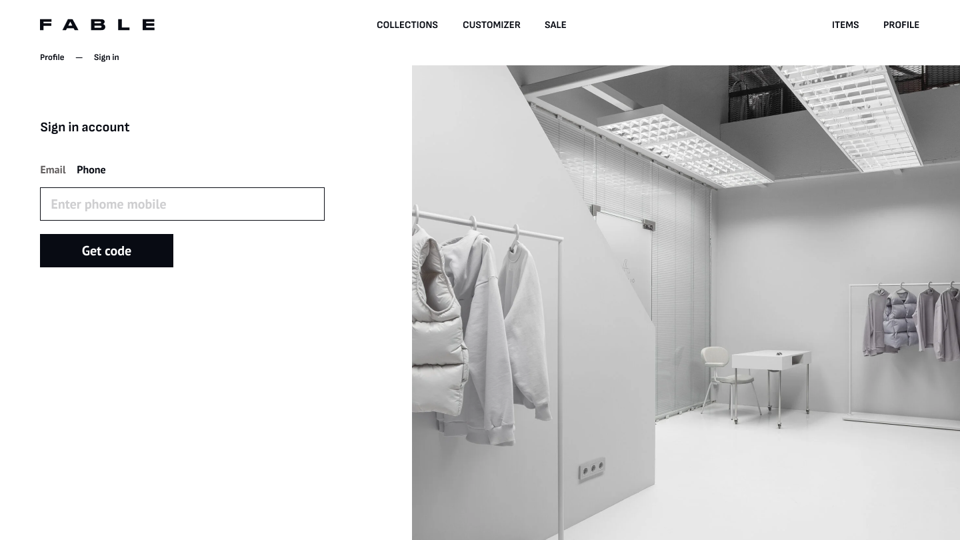 FABLE
COLLECTIONS CUSTOMIZER SALE
ITEMS PROFILE
Profile — Sign in
Sign in account
Email Phone
Enter phome mobile
Get code